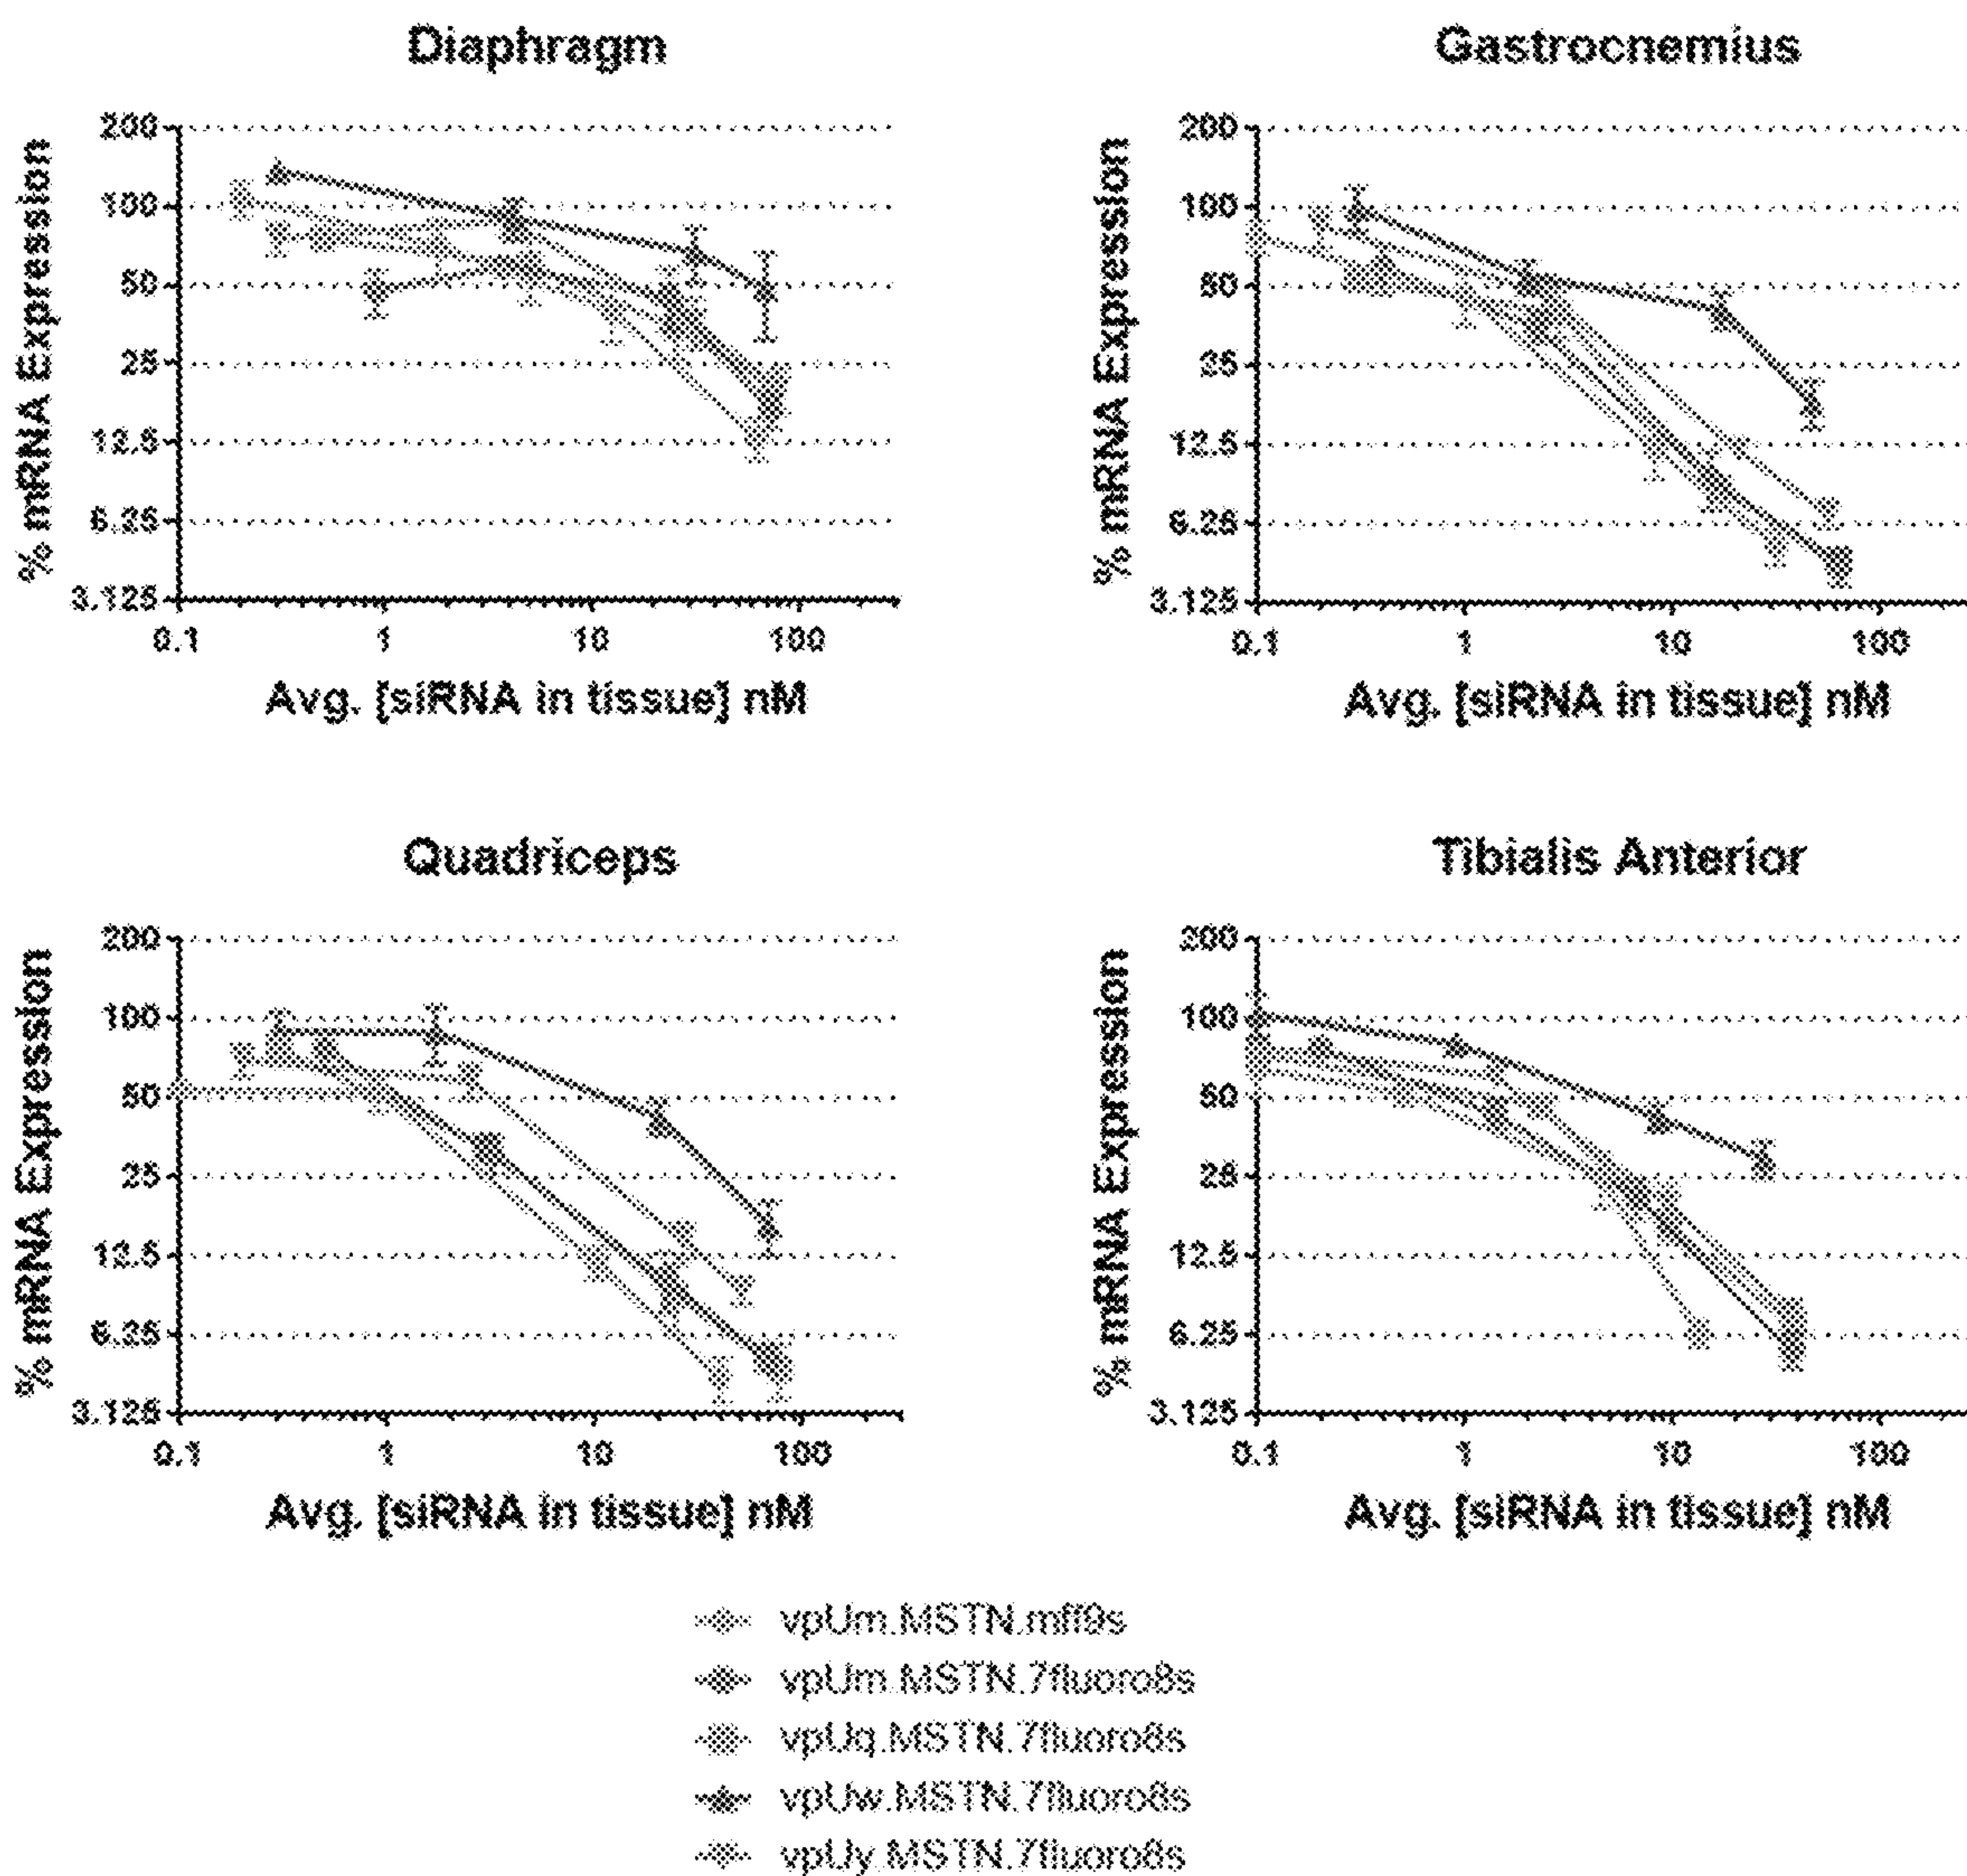 Diaphragm
% mRNA Expression
200
100
50
25
12.5
6.25
3.125
0.1 1 10 100
Avg. [siRNA in tissue] nM
Gastrocnemius
% mRNA Expression
200
100
50
25
12.5
6.25
3.125
0.1 1 10 100
Avg. [siRNA in tissue] nM
Quadriceps
% mRNA Expression
200
100
50
25
12.5
6.25
3.125
0.1 1 10 100
Avg. [siRNA in tissue] nM
Tibialis Anterior
% mRNA Expression
200
100
50
25
12.5
6.25
3.125
0.1 1 10 100
Avg. [siRNA in tissue] nM
vpUm.MSTN.mff9s
vpUm.MSTN.7fluoro8s
vpUq.MSTN.7fluoro8s
vpUw.MSTN.7fluoro8s
vpUy.MSTN.7fluoro8s